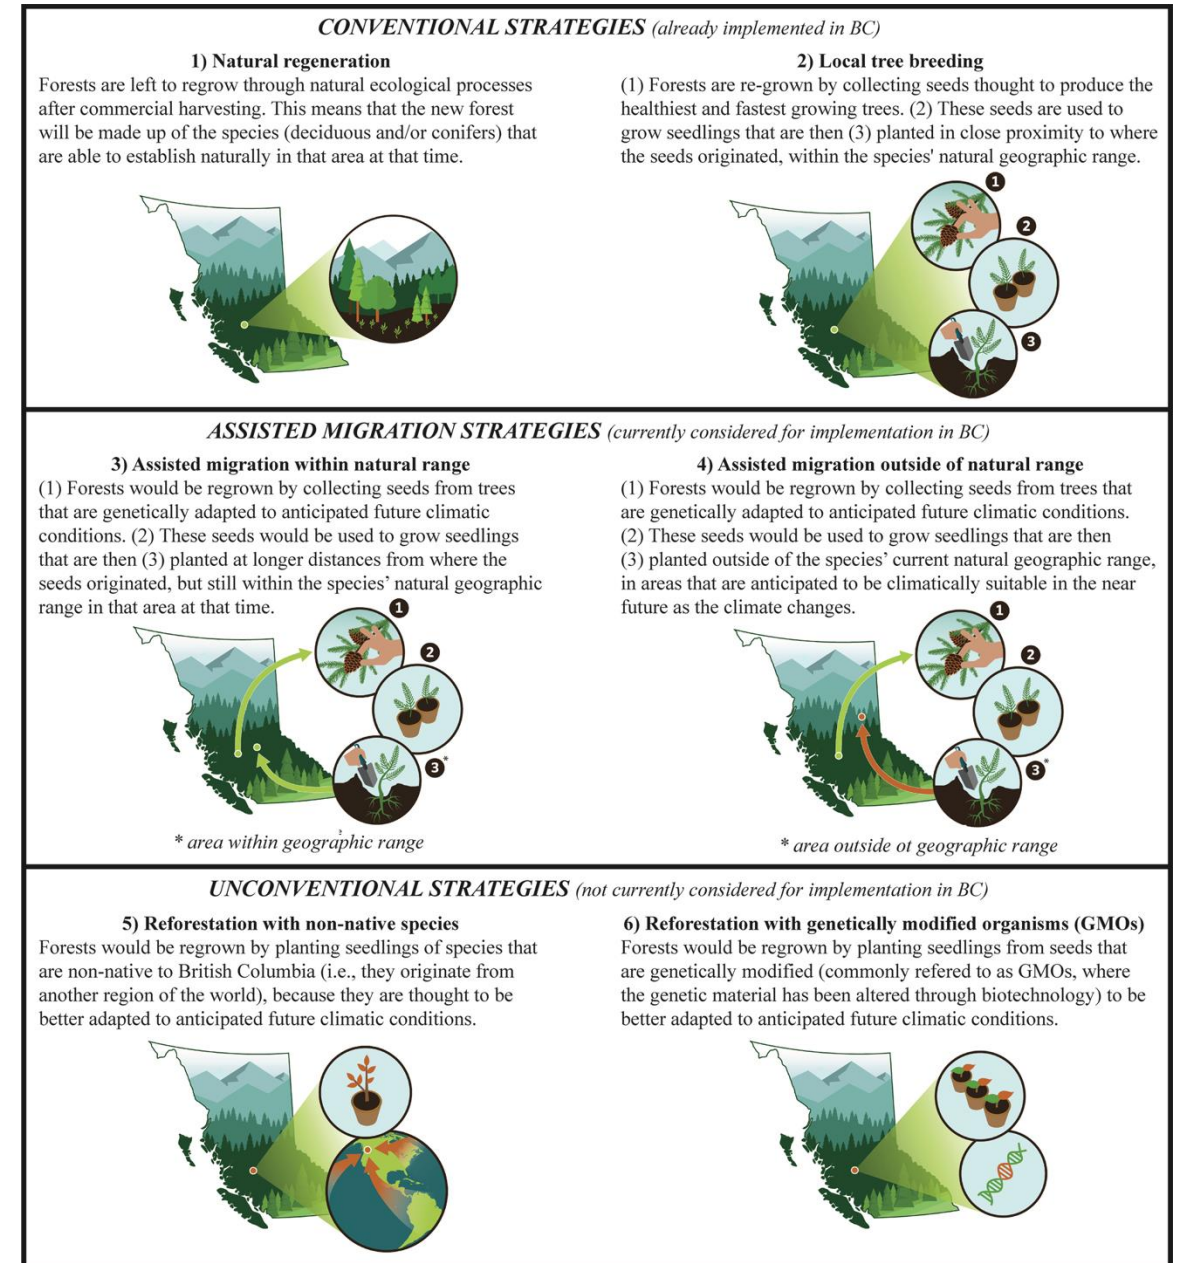 CONVENTIONAL STRATEGIES (already implemented in BC)
1) Natural regeneration
Forests are left to regrow through natural ecological processes
after commercial harvesting. This means that the new forest
will be made up of the species (deciduous and/or conifers) that
are able to establish naturally in that area at that time.
2) Local tree breeding
(1) Forests are re-grown by collecting seeds thought to produce the
healthiest and fastest growing trees. (2) These seeds are used to
grow seedlings that are then (3) planted in close proximity to where
the seeds originated, within the species' natural geographic range.
1
2
3
ASSISTED MIGRATION STRATEGIES (currently considered for implementation in BC)
3) Assisted migration within natural range
(1) Forests would be regrown by collecting seeds from trees
that are genetically adapted to anticipated future climatic
conditions. (2) These seeds would be used to grow seedlings
that are then (3) planted at longer distances from where the
seeds originated, but still within the species’ natural geographic
range in that area at that time.
1
2
3*
* area within geographic range
4) Assisted migration outside of natural range
(1) Forests would be regrown by collecting seeds from trees that
are genetically adapted to anticipated future climatic conditions.
(2) These seeds would be used to grow seedlings that are then
(3) planted outside of the species’ current natural geographic range,
in areas that are anticipated to be climatically suitable in the near
future as the climate changes.
1
2
3*
* area outside ot geographic range
UNCONVENTIONAL STRATEGIES (not currently considered for implementation in BC)
5) Reforestation with non-native species
Forests would be regrown by planting seedlings of species that
are non-native to British Columbia (i.e., they originate from
another region of the world), because they are thought to be
better adapted to anticipated future climatic conditions.
6) Reforestation with genetically modified organisms (GMOs)
Forests would be regrown by planting seedlings from seeds that
are genetically modified (commonly refered to as GMOs, where
the genetic material has been altered through biotechnology) to be
better adapted to anticipated future climatic conditions.